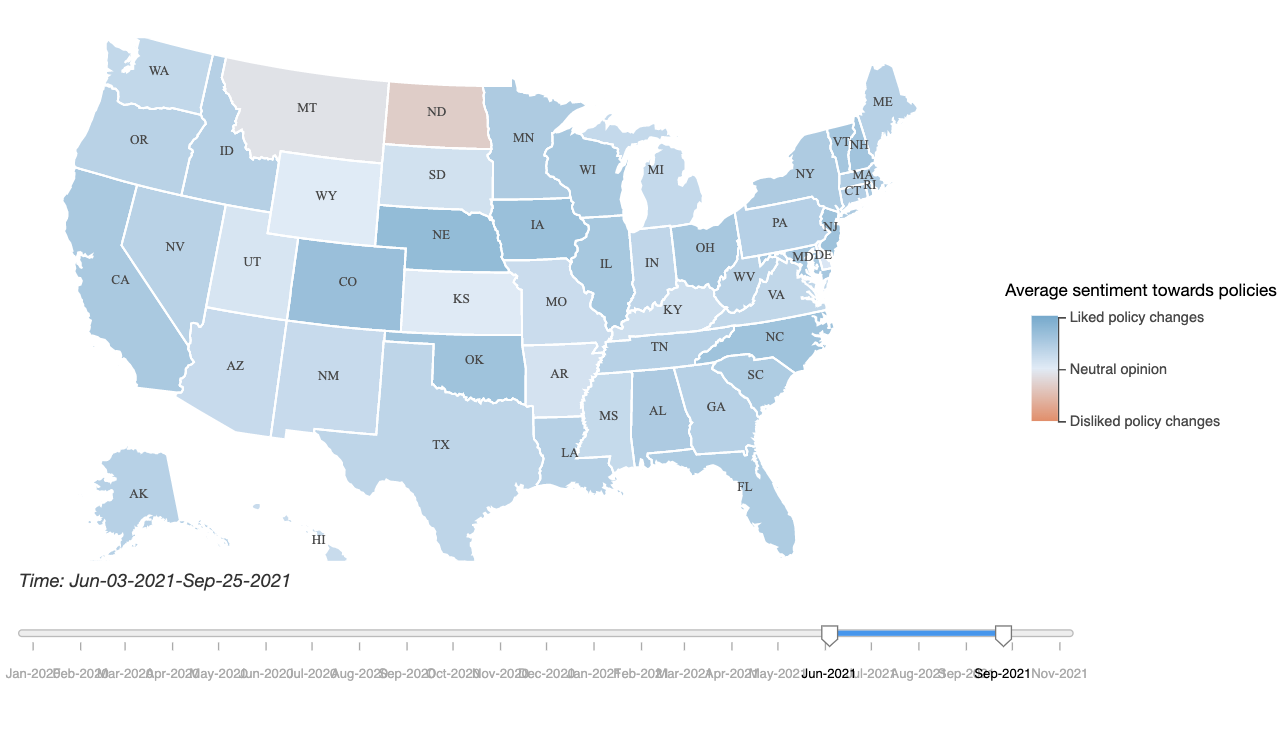 WA
MT
ND
MN
ME
OR
ID
WI
VT
NH
SD
MI
NY
MA
WY
CT
RI
NE
IA
PA
NJ
NV
UT
CO
IL
IN
OH
MD
DE
CA
KS
MO
WV
VA
KY
AZ
NM
OK
AR
TN
NC
SC
TX
LA
MS
AL
GA
FL
AK
HI
Average sentiment towards policies
Liked policy changes
Neutral opinion
Disliked policy changes
Time: Jun-03-2021-Sep-25-2021
Jan-2020 Feb-2020 Mar-2020 Apr-2020 May-2020 Jun-2020 Jul-2020 Aug-2020 Sep-2020 Oct-2020 Nov-2020 Dec-2020 Jan-2021 Feb-2021 Mar-2021 Apr-2021 May-2021 Jun-2021 Jul-2021 Aug-2021 Sep-2021 Sep-2021 Nov-2021